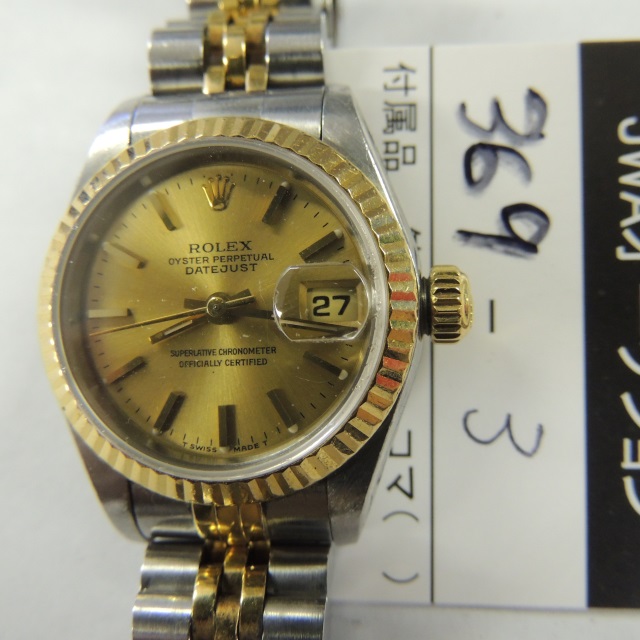 ROLEX
OYSTER PERPETUAL
DATEJUST
27
SUPERLATIVE CHRONOMETER
OFFICIALLY CERTIFIED
T SWISS MADE T
付属品
コマ( )
369-3